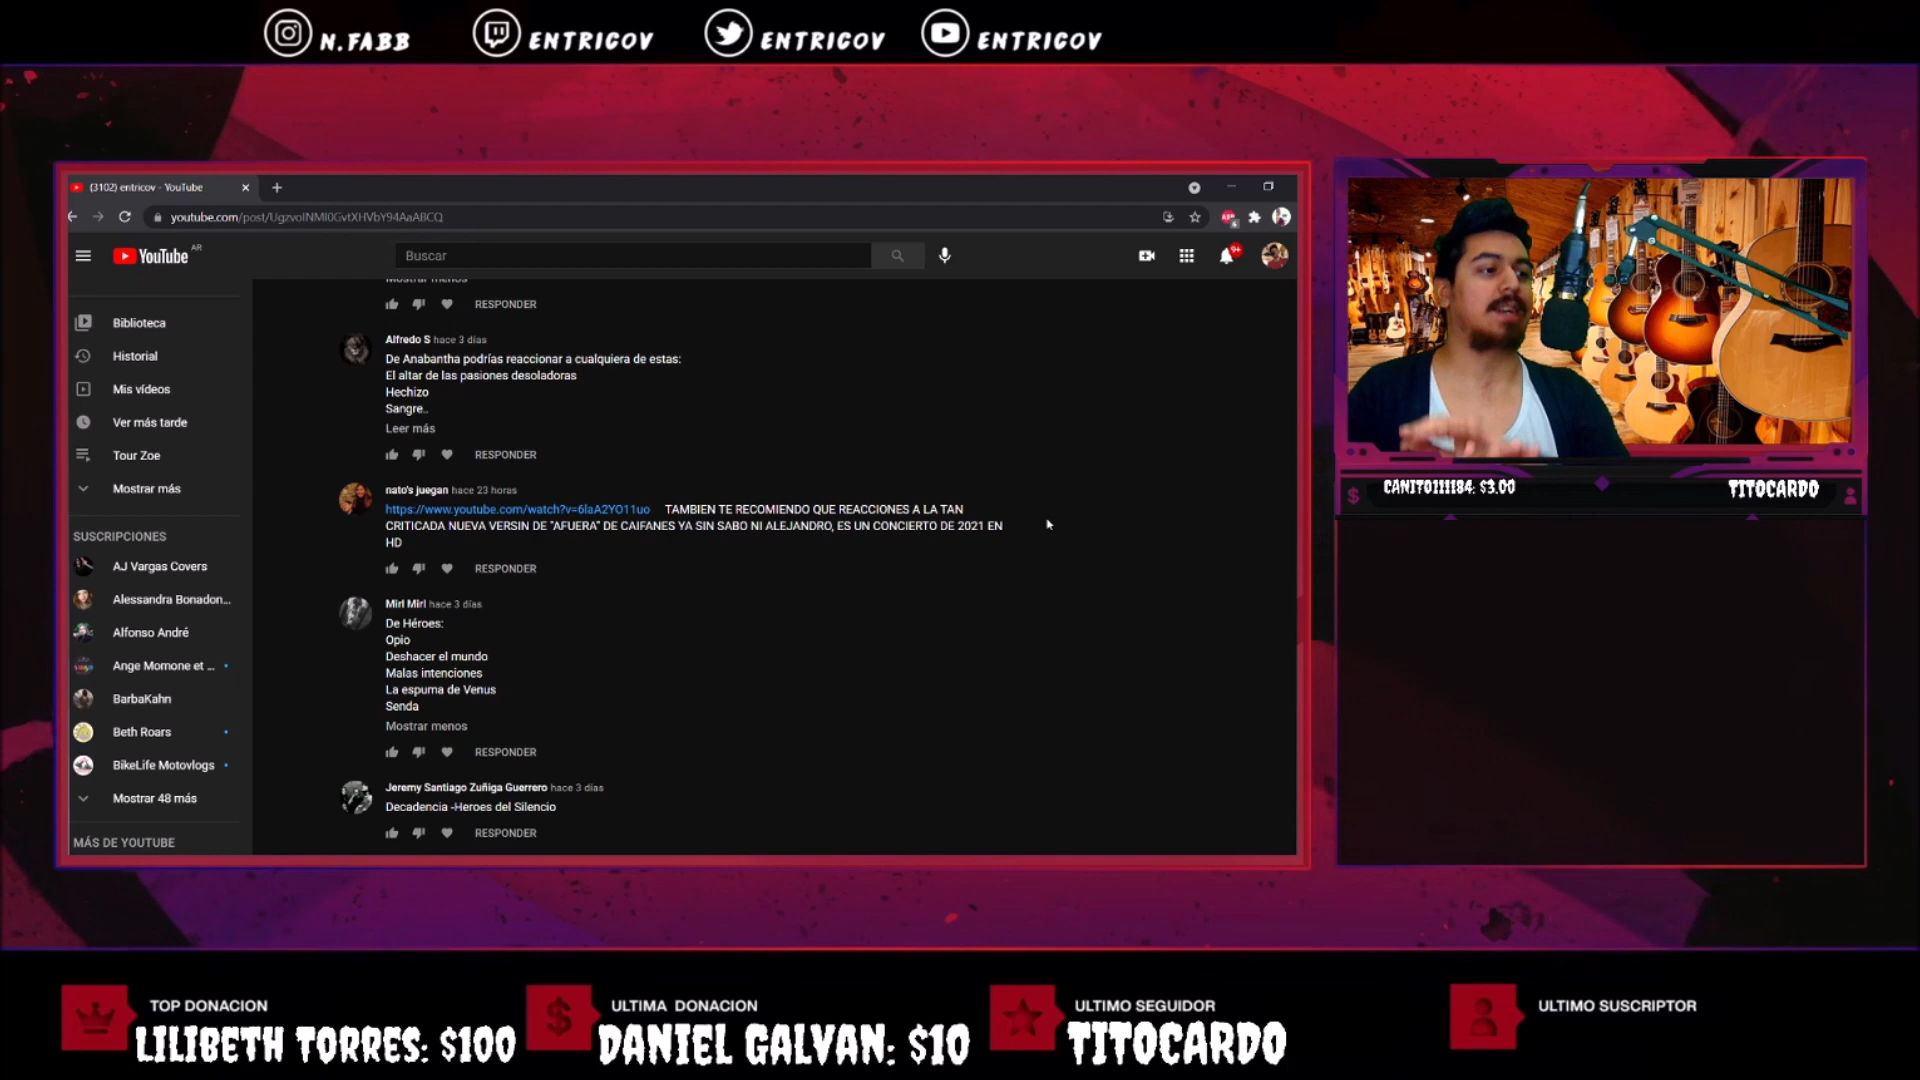 N.FABB
ENTRICOV
ENTRICOV
ENTRICOV
(3102) entricov - YouTube
youtube.com/post/UgzvoINMI0GvtXHVbY94AaABCQ
YouTube AR
Buscar
9+
Biblioteca
Historial
Mis vídeos
Ver más tarde
Tour Zoe
Mostrar más
SUSCRIPCIONES
AJ Vargas Covers
Alessandra Bonadon...
Alfonso André
Ange Momone et ...
BarbaKahn
Beth Roars
BikeLife Motovlogs
Mostrar 48 más
MÁS DE YOUTUBE
Mostrar menos
RESPONDER
Alfredo S hace 3 días
De Anabantha podrías reaccionar a cualquiera de estas:
El altar de las pasiones desoladoras
Hechizo
Sangre..
Leer más
RESPONDER
nato's juegan hace 23 horas
https://www.youtube.com/watch?v=6laA2YO11uo TAMBIEN TE RECOMIENDO QUE REACCIONES A LA TAN
CRITICADA NUEVA VERSIN DE "AFUERA" DE CAIFANES YA SIN SABO NI ALEJANDRO, ES UN CONCIERTO DE 2021 EN
HD
RESPONDER
Miri Miri hace 3 días
De Héroes:
Opio
Deshacer el mundo
Malas intenciones
La espuma de Venus
Senda
Mostrar menos
RESPONDER
Jeremy Santiago Zuñiga Guerrero hace 3 días
Decadencia -Heroes del Silencio
RESPONDER
CANITO111184: $3.00
TITOCARDO
TOP DONACION
LILIBETH TORRES: $100
ULTIMA DONACION
DANIEL GALVAN: $10
ULTIMO SEGUIDOR
TITOCARDO
ULTIMO SUSCRIPTOR